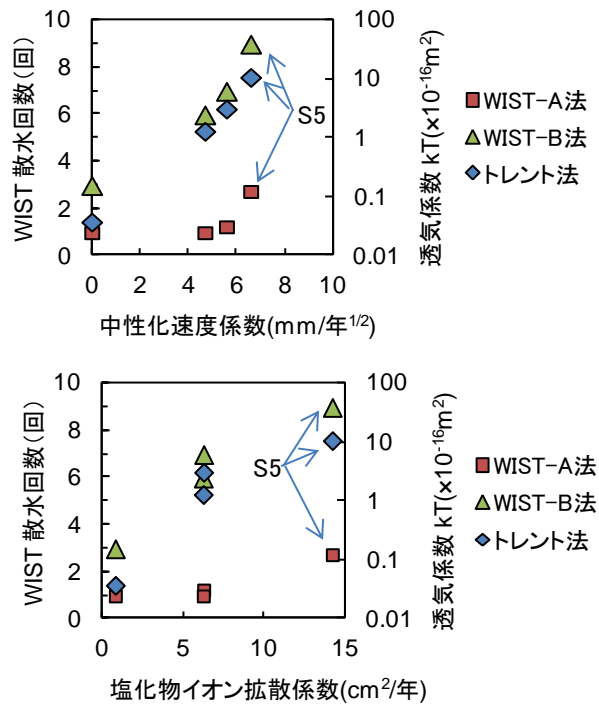 10
8
6
4
2
0
WIST 散水回数(回)
100
10
1
0.1
0.01
透気係数 kT(×10⁻¹⁶m²)
S5
WIST-A法
WIST-B法
トレント法
0 2 4 6 8 10
中性化速度係数(mm/年¹ᐟ²)
10
8
6
4
2
0
WIST 散水回数(回)
100
10
1
0.1
0.01
透気係数 kT(×10⁻¹⁶m²)
S5
WIST-A法
WIST-B法
トレント法
0 5 10 15
塩化物イオン拡散係数(cm²/年)